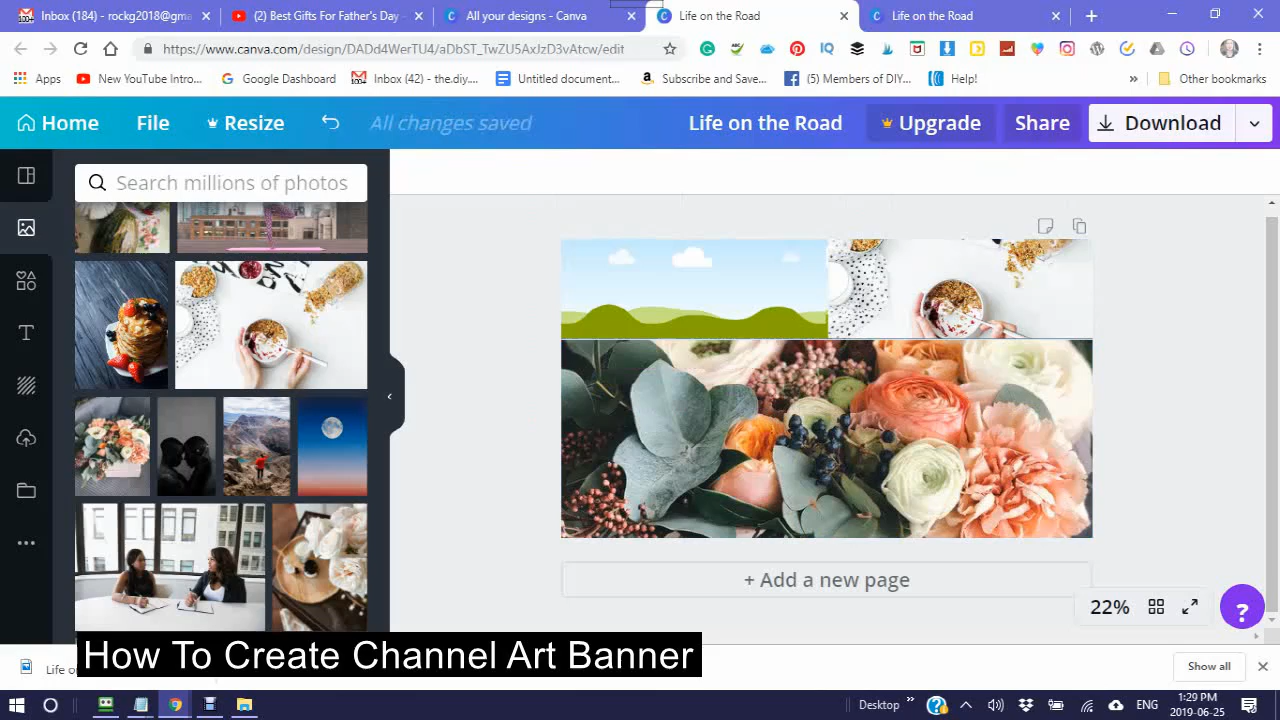 Inbox (184) - rockg2018@gma
(2) Best Gifts For Father's Day -
All your designs - Canva
Life on the Road
Life on the Road
https://www.canva.com/design/DADd4WerTU4/aDbST_TwZU5AxJzD3vAtcw/edit
Apps
New YouTube Intro...
Google Dashboard
Inbox (42) - the.diy....
Untitled document...
Subscribe and Save...
(5) Members of DIY...
Help!
Other bookmarks
Home
File
Resize
All changes saved
Life on the Road
Upgrade
Share
Download
Search millions of photos
+ Add a new page
22%
?
How To Create Channel Art Banner
Show all
Desktop
ENG
1:29 PM
2019-06-25